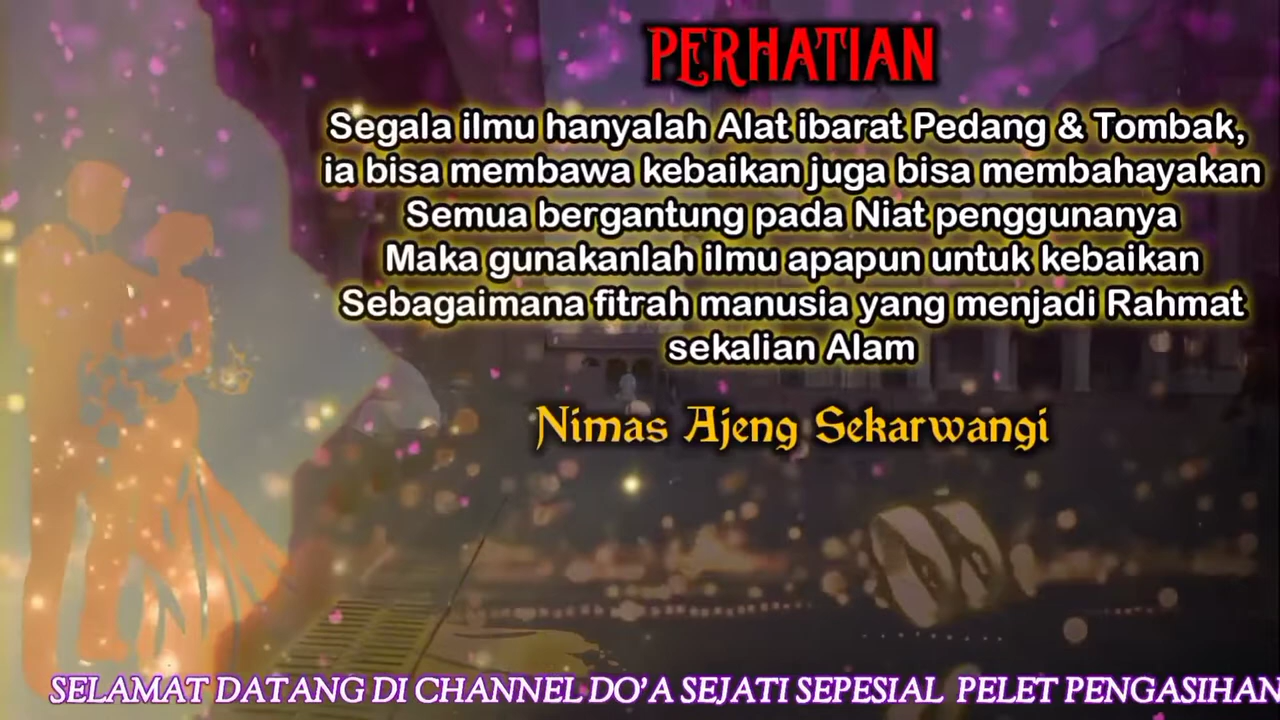 PERHATIAN
Segala ilmu hanyalah Alat ibarat Pedang & Tombak,
ia bisa membawa kebaikan juga bisa membahayakan
Semua bergantung pada Niat penggunanya
Maka gunakanlah ilmu apapun untuk kebaikan
Sebagaimana fitrah manusia yang menjadi Rahmat
sekalian Alam
Nimas Ajeng Sekarwangi
SELAMAT DATANG DI CHANNEL DO'A SEJATI SEPESIAL PELET PENGASIHAN